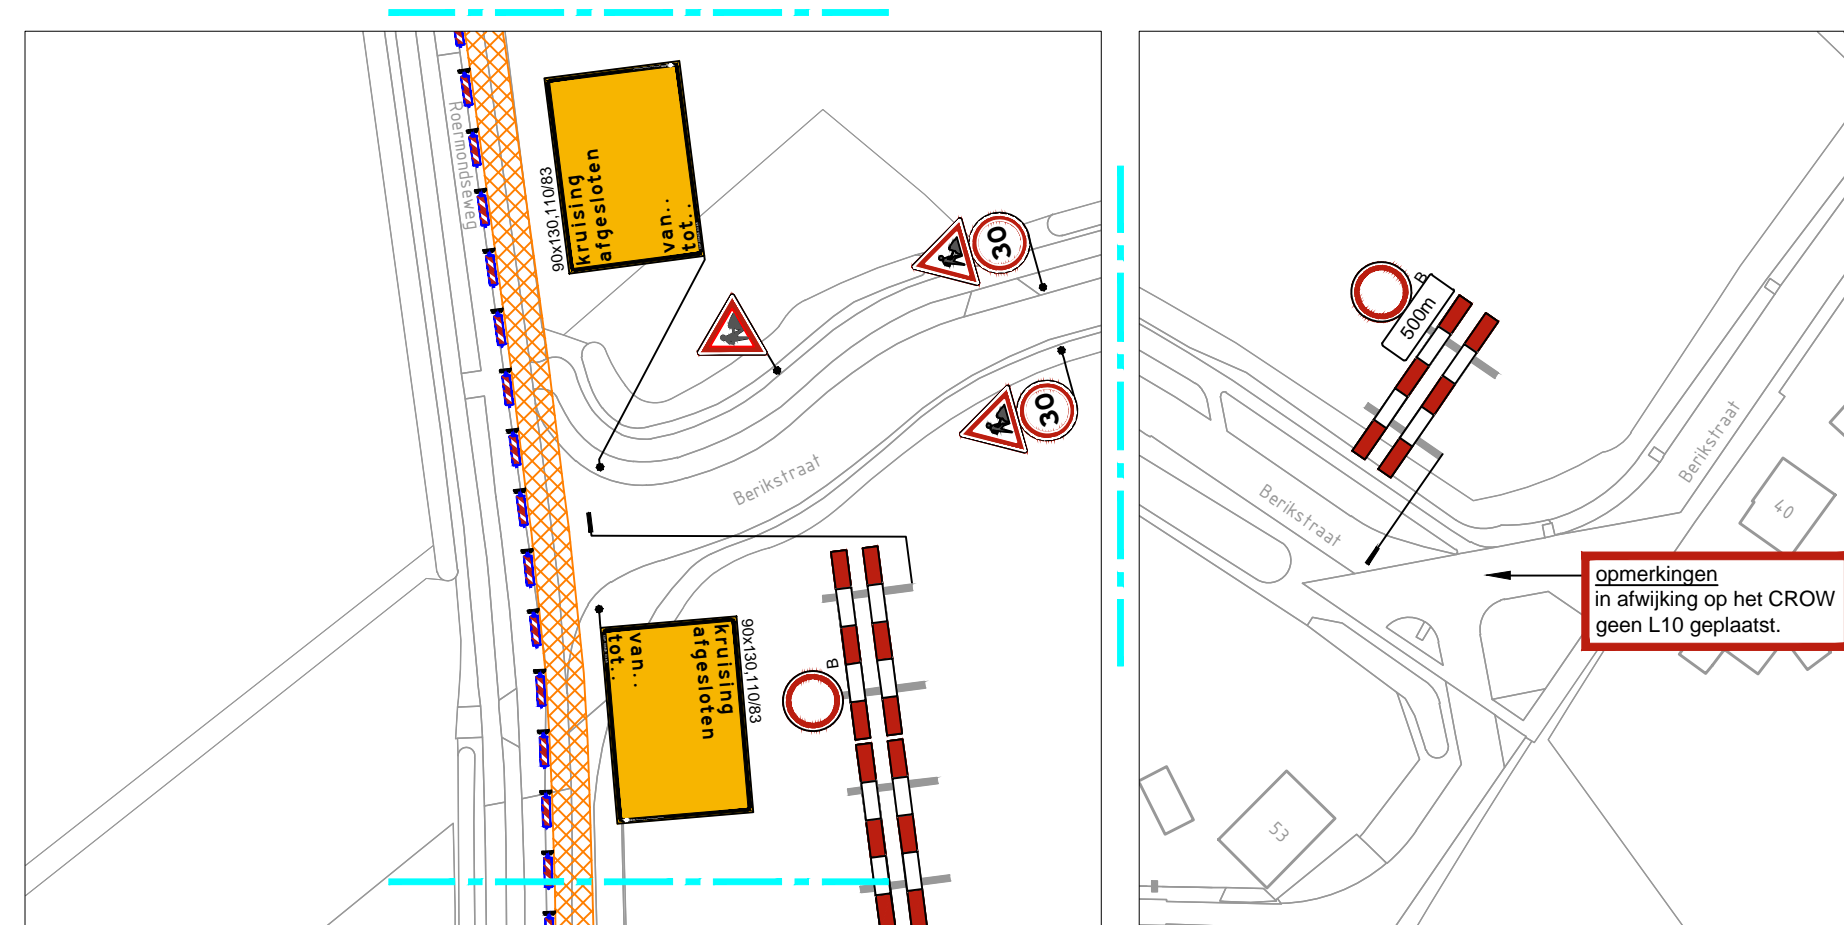 Roermondseweg
90x130,110/83
kruising
afgesloten
van..
tot..
30
30
Berikstraat
B
90x130,110/83
kruising
afgesloten
van..
tot..
B
500m
Berikstraat
Berikstraat
40
53
opmerkingen
in afwijking op het CROW
geen L10 geplaatst.